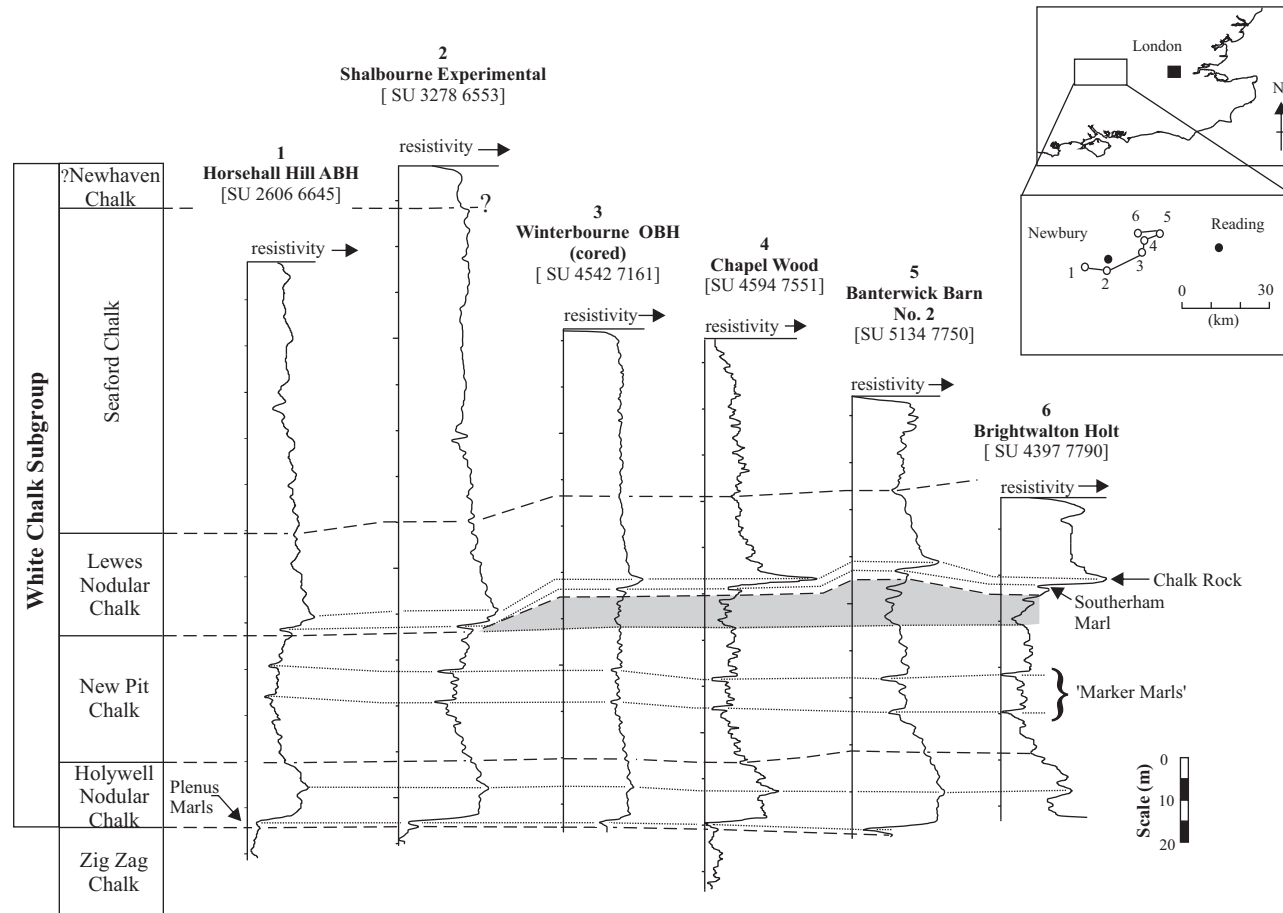 2
Shalbourne Experimental
[ SU 3278 6553]
resistivity
1
Horsehall Hill ABH
[SU 2606 6645]
resistivity
?
3
Winterbourne OBH
(cored)
[ SU 4542 7161]
resistivity
4
Chapel Wood
[SU 4594 7551]
resistivity
5
Banterwick Barn
No. 2
[SU 5134 7750]
resistivity
6
Brightwalton Holt
[ SU 4397 7790]
resistivity
London
N
Newbury
Reading
1
2
3
4
5
6
0
30
(km)
White Chalk Subgroup
?Newhaven
Chalk
Seaford Chalk
Lewes
Nodular
Chalk
New Pit
Chalk
Holywell
Nodular
Chalk
Zig Zag
Chalk
Plenus
Marls
Chalk Rock
Southerham
Marl
'Marker Marls'
Scale (m)
0
10
20